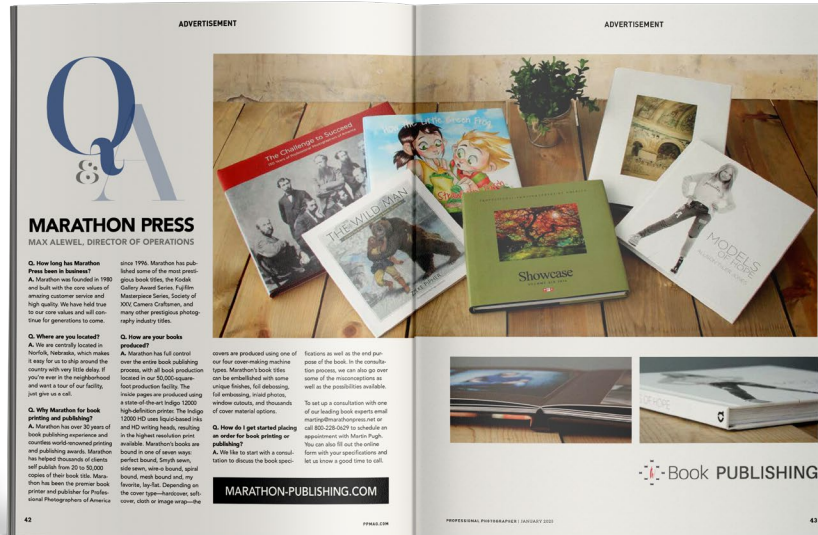 ADVERTISEMENT
ADVERTISEMENT
Q
&
A
MARATHON PRESS
MAX ALEWEL, DIRECTOR OF OPERATIONS
Q. How long has Marathon
Press been in business?
A. Marathon was founded in 1980
and built with the core values of
amazing customer service and
high quality. We have held true
to our core values and will con-
tinue for generations to come.
Q. Where are you located?
A. We are centrally located in
Norfolk, Nebraska, which makes
it easy for us to ship around the
country with very little delay. If
you're ever in the neighborhood
and want a tour of our facility,
just give us a call.
Q. Why Marathon for book
printing and publishing?
A. Marathon has over 30 years of
book publishing experience and
countless world-renowned printing
and publishing awards. Marathon
has helped thousands of clients
self publish from 20 to 50,000
copies of their book title. Mara-
thon has been the premier book
printer and publisher for Profes-
sional Photographers of America
since 1996. Marathon has pub-
lished some of the most presti-
gious book titles, the Kodak
Gallery Award Series, Fujifilm
Masterpiece Series, Society of
XXV, Camera Craftsmen, and
many other prestigious photog-
raphy industry titles.
Q. How are your books
produced?
A. Marathon has full control
over the entire book publishing
process, with all book production
located in our 50,000-square-
foot production facility. The
inside pages are produced using
a state-of-the-art Indigo 12000
high-definition printer. The Indigo
12000 HD uses liquid-based inks
and HD writing heads, resulting
in the highest resolution print
available. Marathon's books are
bound in one of seven ways:
perfect bound, Smyth sewn,
side sewn, wire-o bound, spiral
bound, mesh bound and, my
favorite, lay-flat. Depending on
the cover type—hardcover, soft-
cover, cloth or image wrap—the
covers are produced using one of
our four cover-making machine
types. Marathon's book titles
can be embellished with some
unique finishes, foil debossing,
foil embossing, inlaid photos,
window cutouts, and thousands
of cover material options.
Q. How do I get started placing
an order for book printing or
publishing?
A. We like to start with a consul-
tation to discuss the book speci-
fications as well as the end pur-
pose of the book. In the consulta-
tion process, we can also go over
some of the misconceptions as
well as the possibilities available.
To set up a consultation with one
of our leading book experts email
martinp@marathonpress.net or
call 800-228-0629 to schedule an
appointment with Martin Pugh.
You can also fill out the online
form with your specifications and
let us know a good time to call.
MARATHON-PUBLISHING.COM
The Challenge to Succeed
THE WILD MAN
Showcase
MODELS
OF HOPE
OF HOPE
Book PUBLISHING
42
PPMAG.COM
PROFESSIONAL PHOTOGRAPHER | JANUARY 2023
43